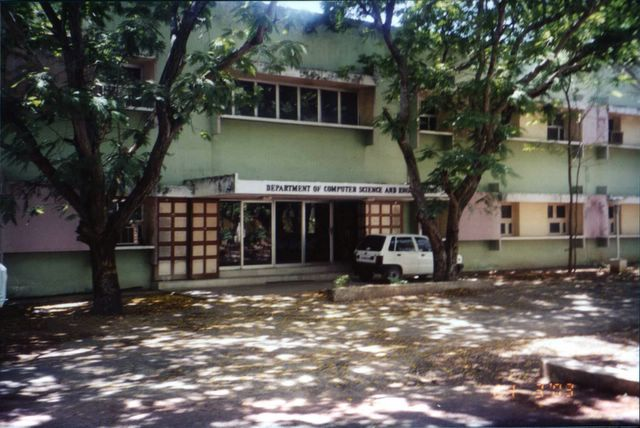 DEPARTMENT OF COMPUTER SCIENCE AND